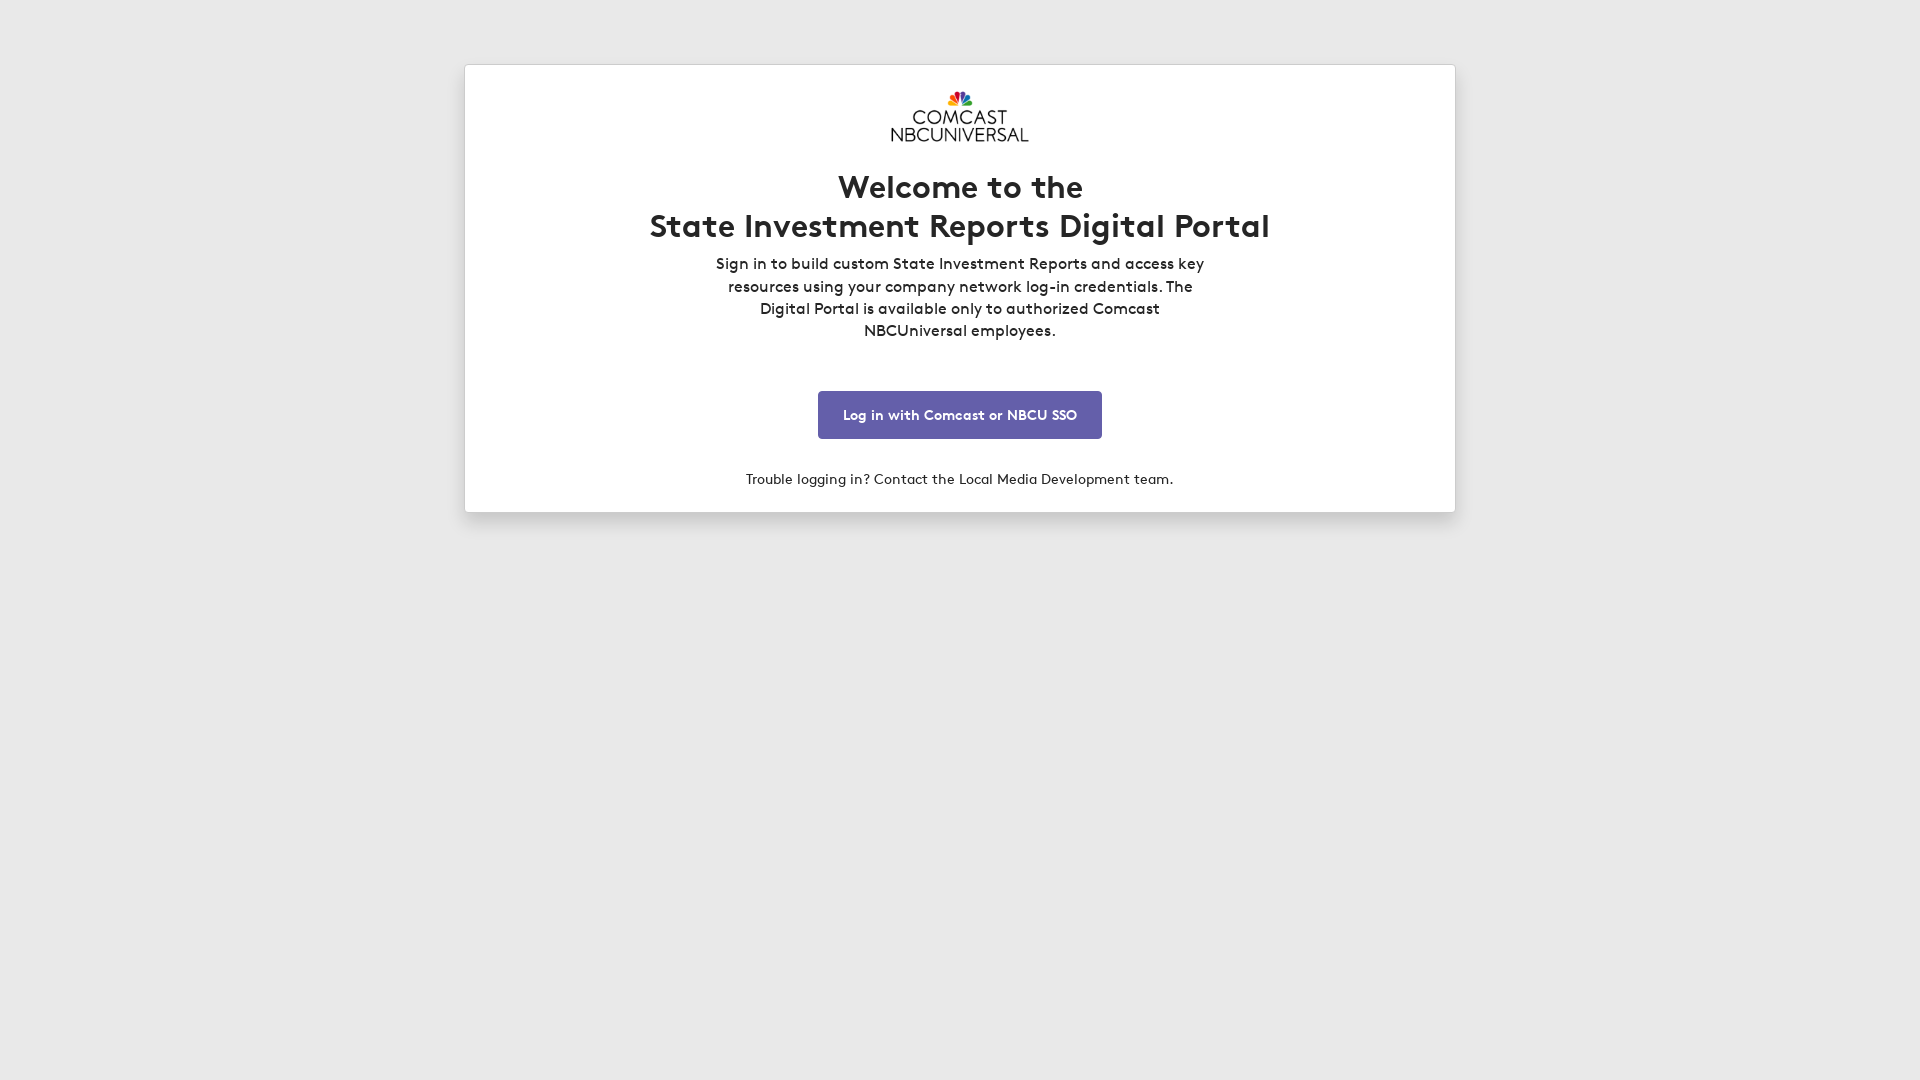 COMCAST
NBCUNIVERSAL
Welcome to the
State Investment Reports Digital Portal
Sign in to build custom State Investment Reports and access key
resources using your company network log-in credentials. The
Digital Portal is available only to authorized Comcast
NBCUniversal employees.
Log in with Comcast or NBCU SSO
Trouble logging in? Contact the Local Media Development team.